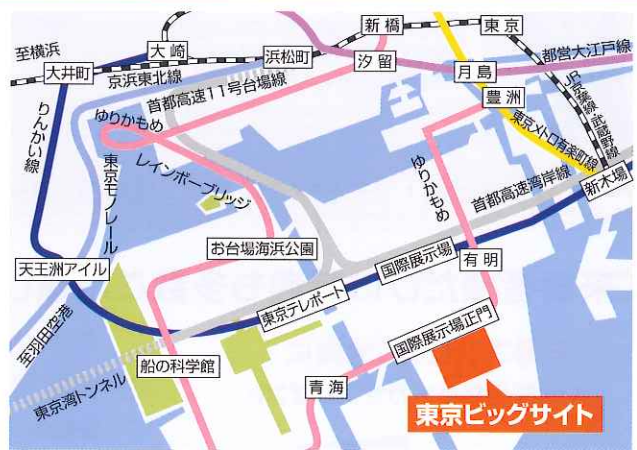 新橋
東京
至横浜
大崎
浜松町
汐留
都営大江戸線
大井町
京浜東北線
月島
首都高速11号台場線
豊洲
JR京葉線
武蔵野線
ゆりかもめ
東京メトロ有楽町線
りんかい線
レインボーブリッジ
ゆりかもめ
首都高速湾岸線
新木場
東京モノレール
お台場海浜公園
国際展示場
有明
天王洲アイル
東京テレポート
至羽田空港
国際展示場正門
船の科学館
青海
東京湾トンネル
東京ビッグサイト